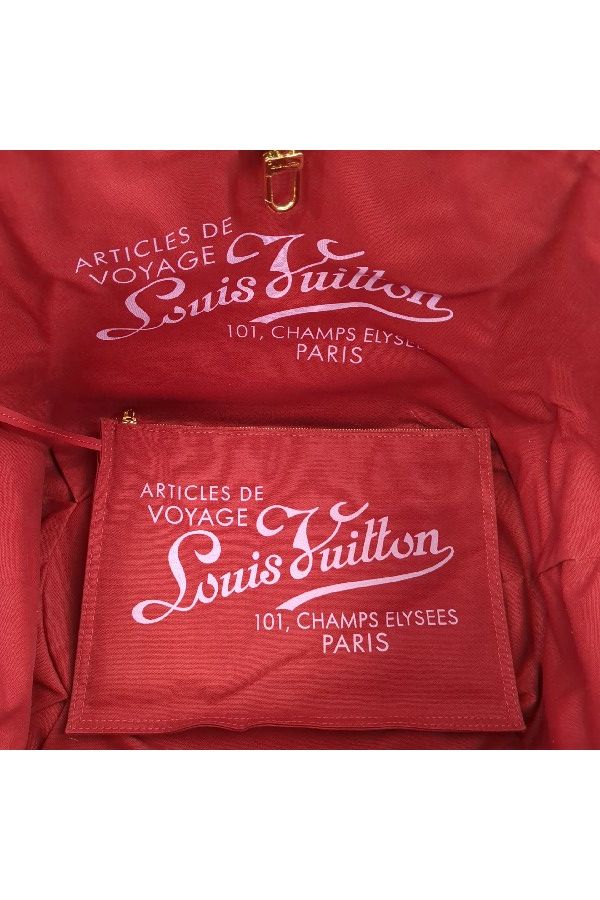 ARTICLES DE
VOYAGE
Louis Vuitton
101, CHAMPS ELYSEES
PARIS
ARTICLES DE
VOYAGE
Louis Vuitton
101, CHAMPS ELYSEES
PARIS